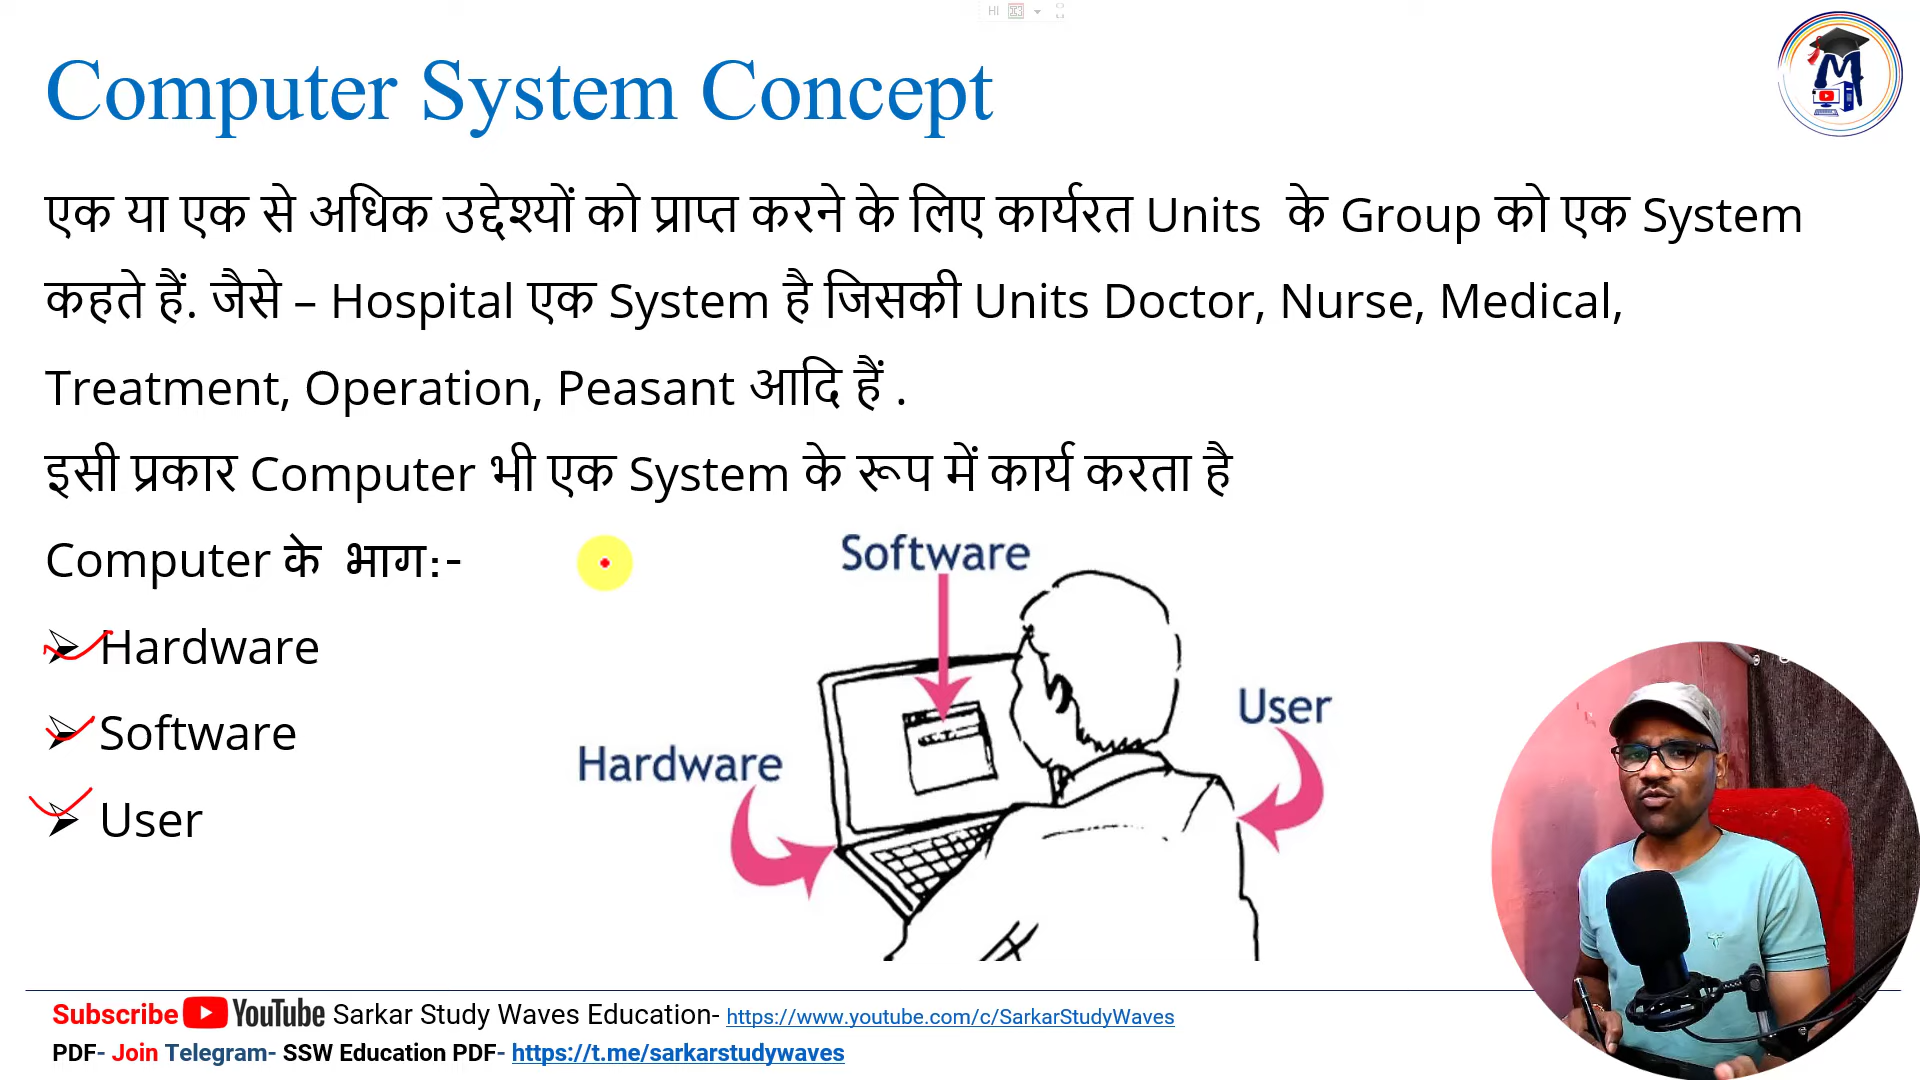 HI
Computer System Concept
एक या एक से अधिक उद्देश्यों को प्राप्त करने के लिए कार्यरत Units के Group को एक System
कहते हैं. जैसे – Hospital एक System है जिसकी Units Doctor, Nurse, Medical,
Treatment, Operation, Peasant आदि हैं .
इसी प्रकार Computer भी एक System के रूप में कार्य करता है
Computer के भाग:-
Hardware
Software
User
Software
User
Hardware
Subscribe YouTube Sarkar Study Waves Education- https://www.youtube.com/c/SarkarStudyWaves
PDF- Join Telegram- SSW Education PDF- https://t.me/sarkarstudywaves